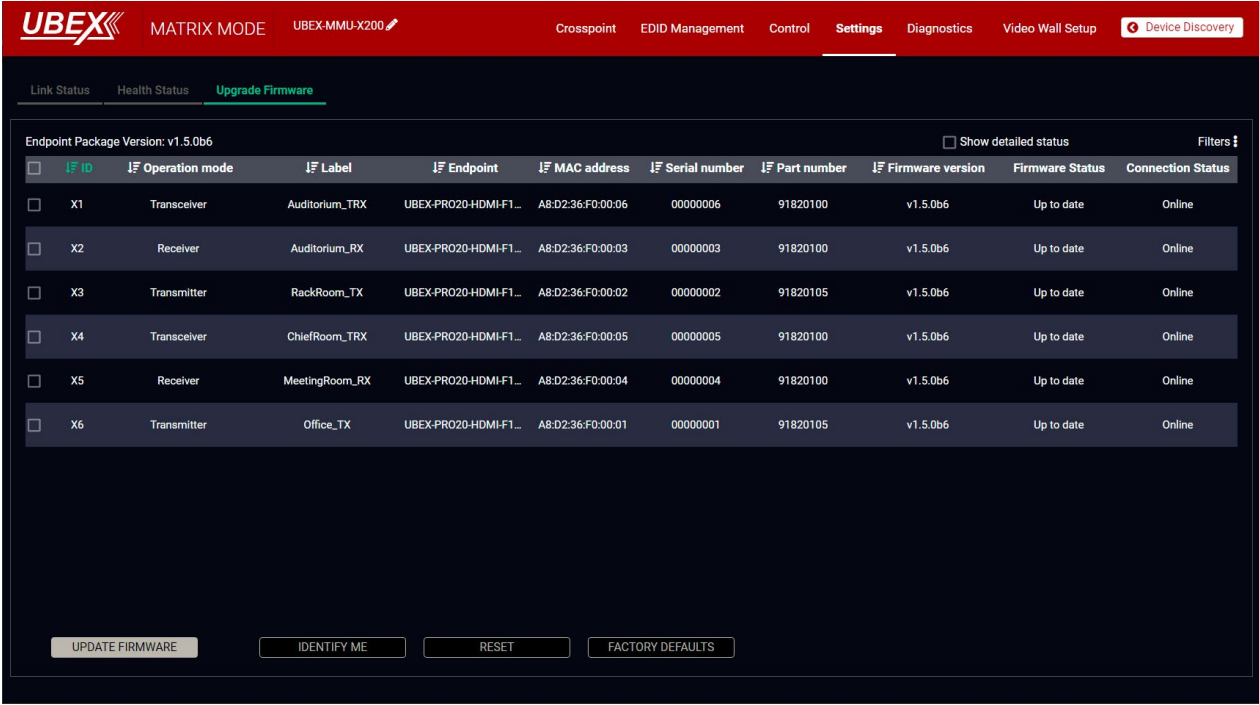 UBEX MATRIX MODE UBEX-MMU-X200 Crosspoint EDID Management Control Settings Diagnostics Video Wall Setup Device Discovery
Link Status Health Status Upgrade Firmware
Endpoint Package Version: v1.5.0b6 Show detailed status Filters
ID Operation mode Label Endpoint MAC address Serial number Part number Firmware version Firmware Status Connection Status
X1 Transceiver Auditorium_TRX UBEX-PRO20-HDMI-F1... A8:D2:36:F0:00:06 00000006 91820100 v1.5.0b6 Up to date Online
X2 Receiver Auditorium_RX UBEX-PRO20-HDMI-F1... A8:D2:36:F0:00:03 00000003 91820100 v1.5.0b6 Up to date Online
X3 Transmitter RackRoom_TX UBEX-PRO20-HDMI-F1... A8:D2:36:F0:00:02 00000002 91820105 v1.5.0b6 Up to date Online
X4 Transceiver ChiefRoom_TRX UBEX-PRO20-HDMI-F1... A8:D2:36:F0:00:05 00000005 91820100 v1.5.0b6 Up to date Online
X5 Receiver MeetingRoom_RX UBEX-PRO20-HDMI-F1... A8:D2:36:F0:00:04 00000004 91820100 v1.5.0b6 Up to date Online
X6 Transmitter Office_TX UBEX-PRO20-HDMI-F1... A8:D2:36:F0:00:01 00000001 91820105 v1.5.0b6 Up to date Online
UPDATE FIRMWARE IDENTIFY ME RESET FACTORY DEFAULTS